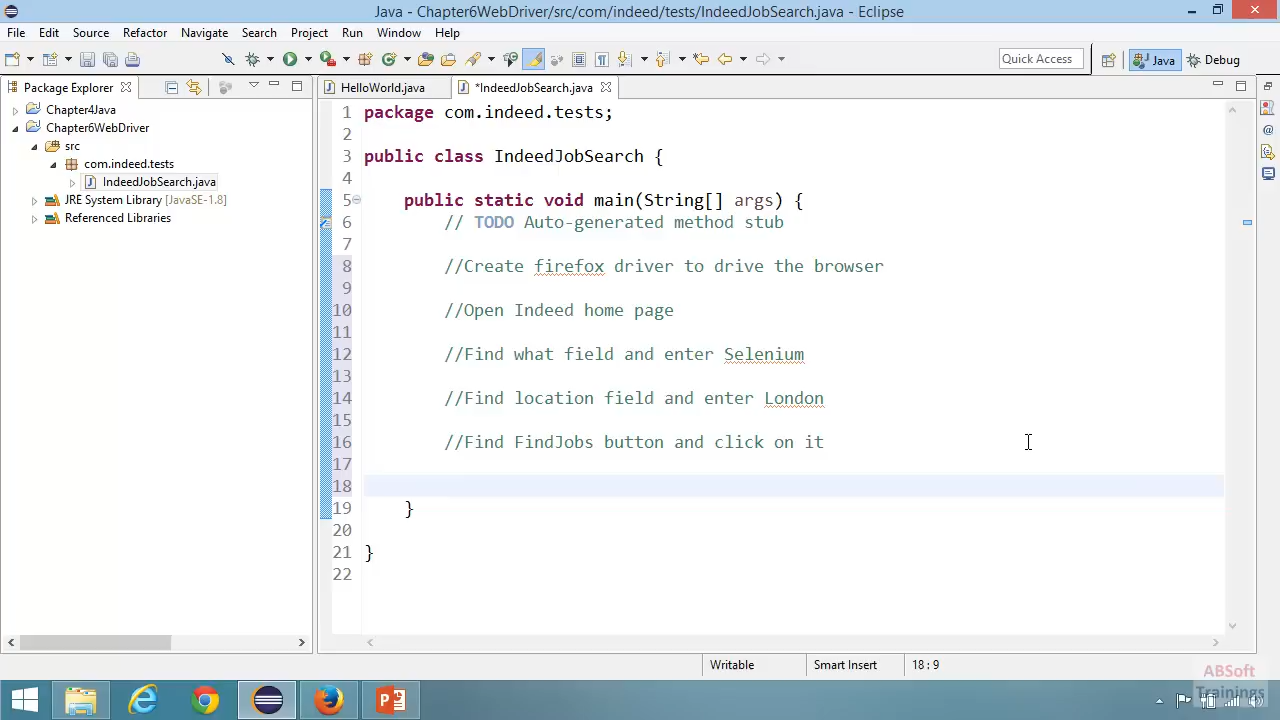 Java - Chapter6WebDriver/src/com/indeed/tests/IndeedJobSearch.java - Eclipse
File Edit Source Refactor Navigate Search Project Run Window Help
Quick Access Java Debug
Package Explorer
Chapter4Java
Chapter6WebDriver
src
com.indeed.tests
IndeedJobSearch.java
JRE System Library [JavaSE-1.8]
Referenced Libraries
HelloWorld.java *IndeedJobSearch.java
1 package com.indeed.tests;
2
3 public class IndeedJobSearch {
4
5 public static void main(String[] args) {
6 // TODO Auto-generated method stub
7
8 //Create firefox driver to drive the browser
9
10 //Open Indeed home page
11
12 //Find what field and enter Selenium
13
14 //Find location field and enter London
15
16 //Find FindJobs button and click on it
17
18
19 }
20
21 }
22
Writable Smart Insert 18 : 9
ABSoft
Trainings